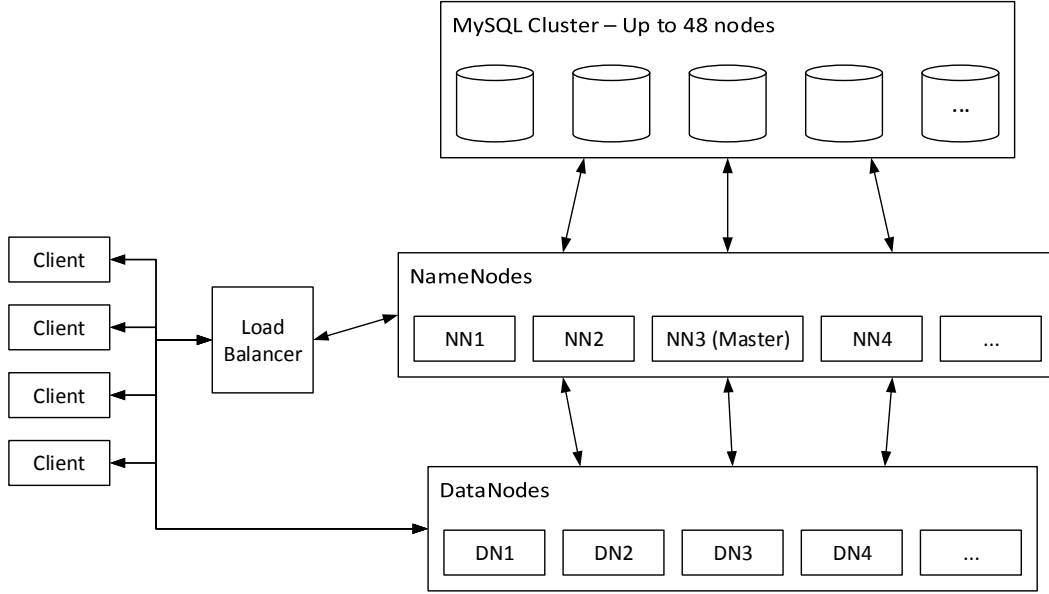 MySQL Cluster – Up to 48 nodes
...
Client
Client
Client
Client
Load
Balancer
NameNodes
NN1
NN2
NN3 (Master)
NN4
...
DataNodes
DN1
DN2
DN3
DN4
...